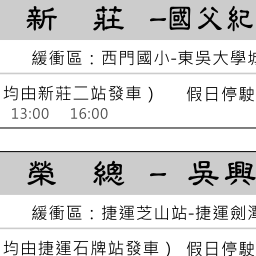 新 莊 –國父紀
緩衝區：西門國小-東吳大學城
均由新莊二站發車） 假日停駛
13:00 16:00
榮 總 – 吳興
緩衝區：捷運芝山站-捷運劍潭
均由捷運石牌站發車） 假日停駛